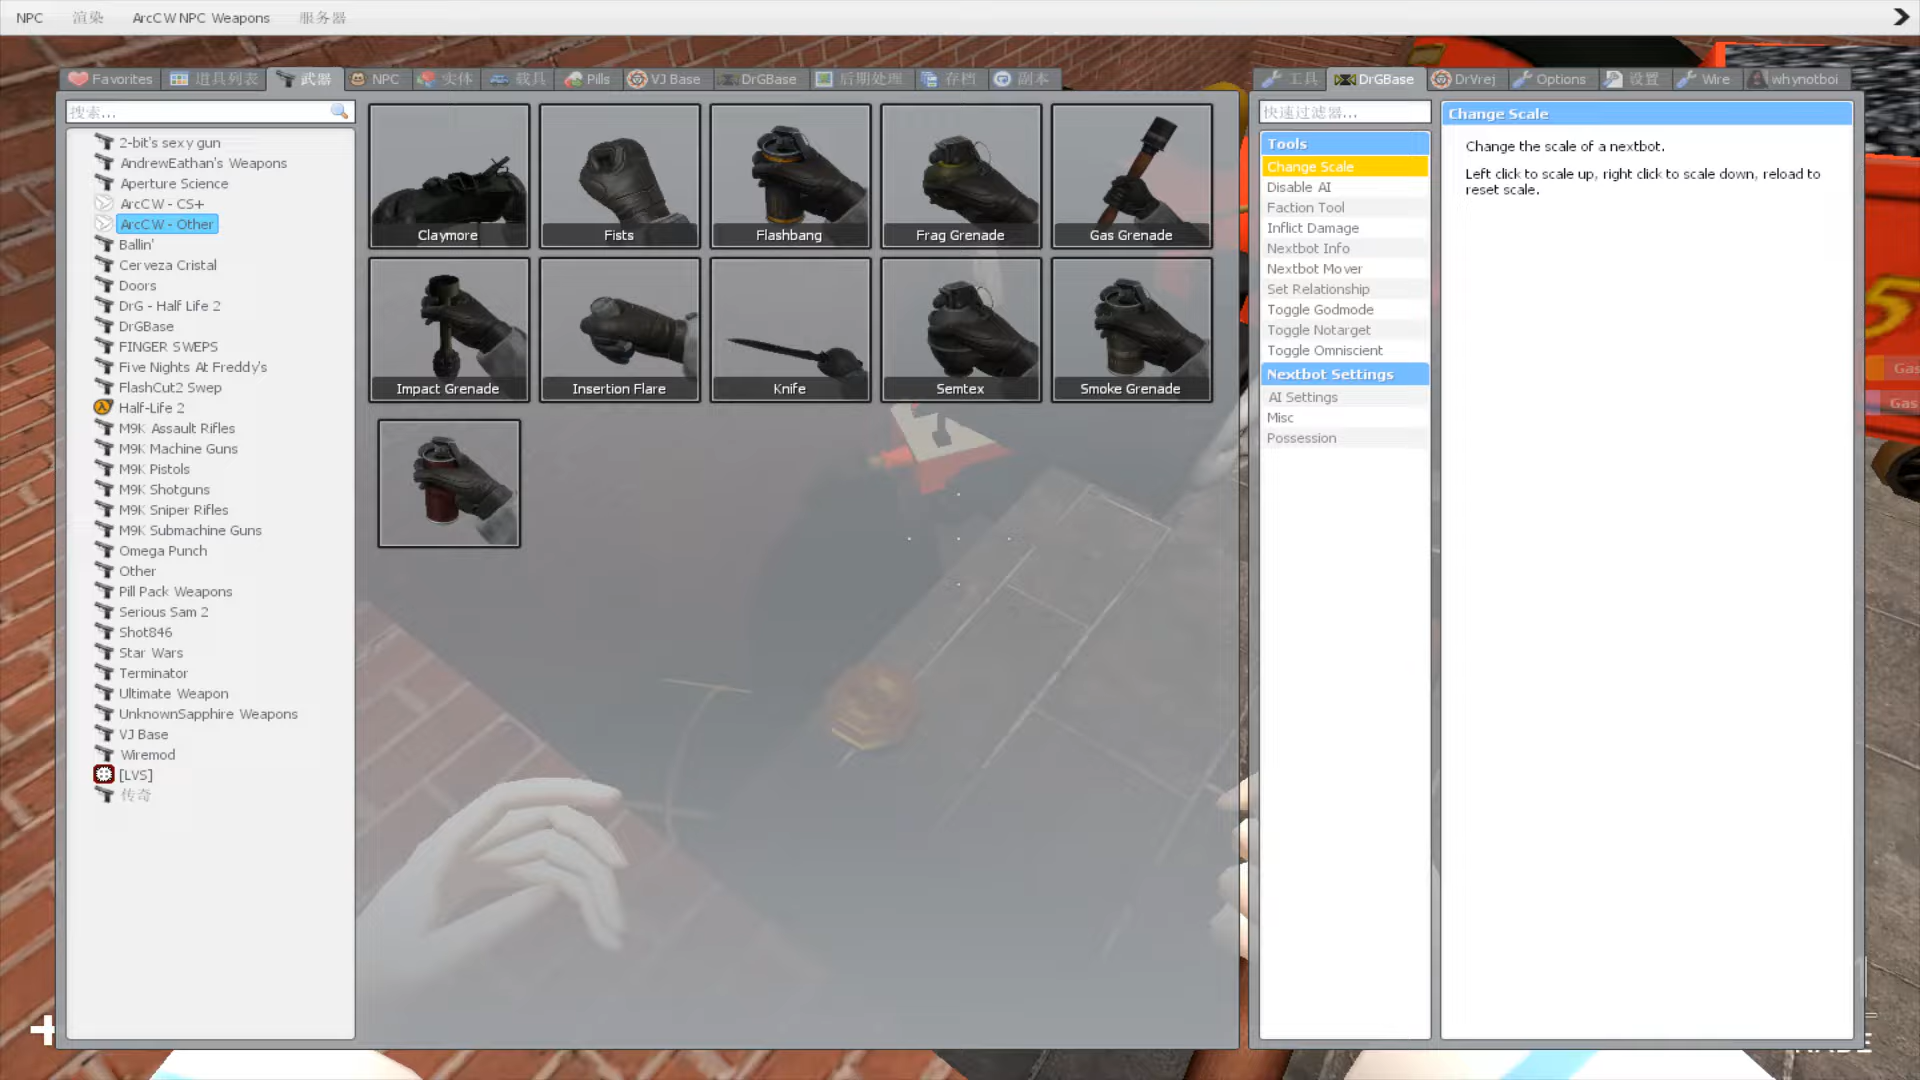 NPC 渲染 ArcCW NPC Weapons 服务器
Favorites 道具列表 武器 NPC 实体 载具 Pills VJ Base DrGBase 后期处理 存档 副本
工具 DrGBase DrVrej Options 设置 Wire whynotboi
搜索...
2-bit's sexy gun
AndrewEathan's Weapons
Aperture Science
ArcCW - CS+
ArcCW - Other
Ballin'
Cerveza Cristal
Doors
DrG - Half Life 2
DrGBase
FINGER SWEPS
Five Nights At Freddy's
FlashCut2 Swep
Half-Life 2
M9K Assault Rifles
M9K Machine Guns
M9K Pistols
M9K Shotguns
M9K Sniper Rifles
M9K Submachine Guns
Omega Punch
Other
Pill Pack Weapons
Serious Sam 2
Shot846
Star Wars
Terminator
Ultimate Weapon
UnknownSapphire Weapons
VJ Base
Wiremod
[LVS]
传奇
Claymore
Fists
Flashbang
Frag Grenade
Gas Grenade
Impact Grenade
Insertion Flare
Knife
Semtex
Smoke Grenade
快速过滤器...
Tools
Change Scale
Disable AI
Faction Tool
Inflict Damage
Nextbot Info
Nextbot Mover
Set Relationship
Toggle Godmode
Toggle Notarget
Toggle Omniscient
Nextbot Settings
AI Settings
Misc
Possession
Change Scale
Change the scale of a nextbot.
Left click to scale up, right click to scale down, reload to
reset scale.
5
Gas
Gas